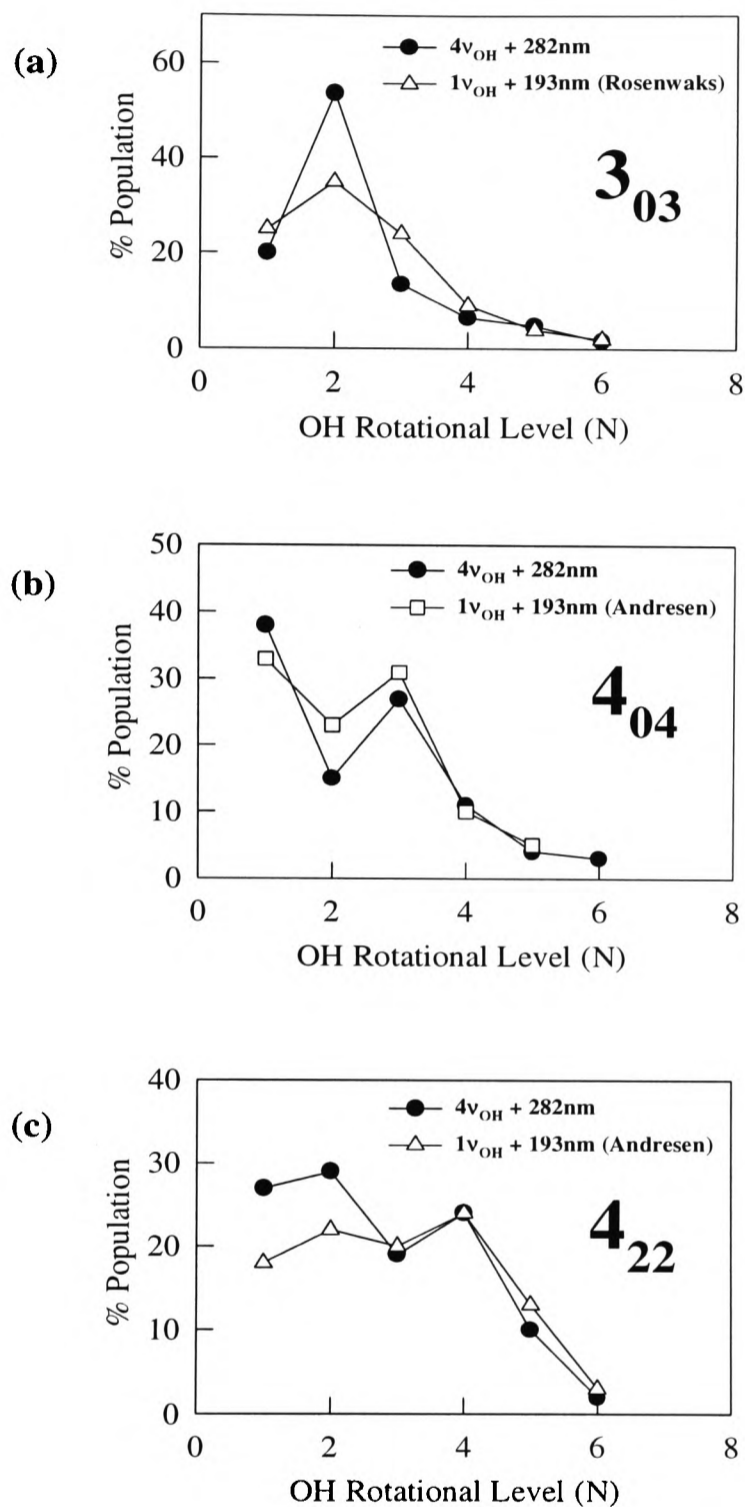 (a)
4ν_OH + 282nm
1ν_OH + 193nm (Rosenwaks)
3_03
% Population
60
40
20
0
0 2 4 6 8
OH Rotational Level (N)
(b)
4ν_OH + 282nm
1ν_OH + 193nm (Andresen)
4_04
% Population
50
40
30
20
10
0
0 2 4 6 8
OH Rotational Level (N)
(c)
4ν_OH + 282nm
1ν_OH + 193nm (Andresen)
4_22
% Population
40
30
20
10
0
0 2 4 6 8
OH Rotational Level (N)